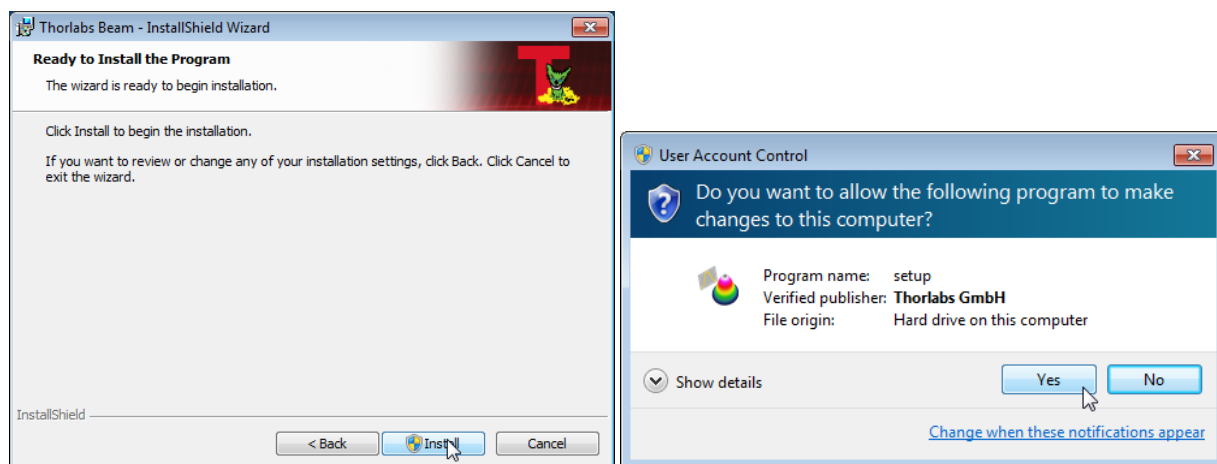 Thorlabs Beam - InstallShield Wizard
Ready to Install the Program
The wizard is ready to begin installation.
Click Install to begin the installation.
If you want to review or change any of your installation settings, click Back. Click Cancel to
exit the wizard.
InstallShield
< Back Install Cancel
User Account Control
Do you want to allow the following program to make
changes to this computer?
Program name: setup
Verified publisher: Thorlabs GmbH
File origin: Hard drive on this computer
Show details Yes No
Change when these notifications appear